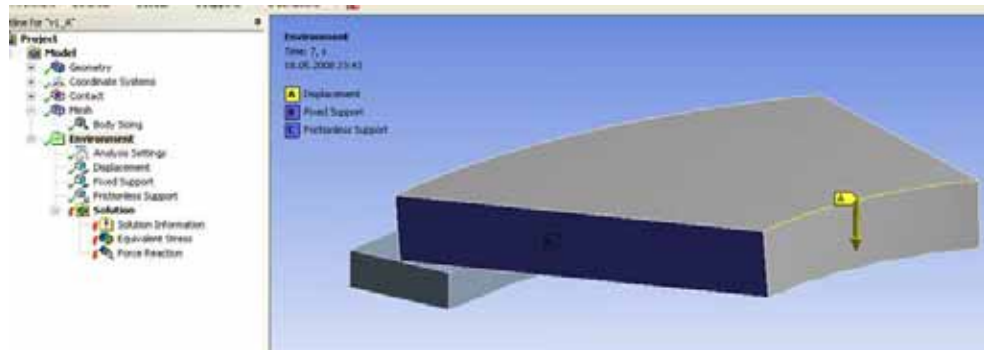 Project
Model
Geometry
Coordinate Systems
Contact
Mesh
Body Sizing
Environment
Analysis Settings
Displacement
Fixed Support
Frictionless Support
Solution
Solution Information
Equivalent Stress
Force Reaction
Environment
Time: 7, s
A Displacement
Fixed Support
Frictionless Support
A